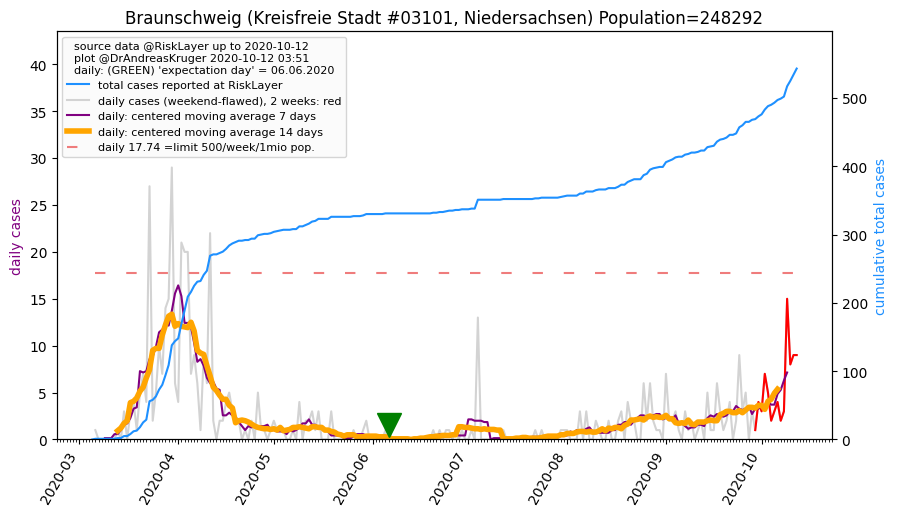 Braunschweig (Kreisfreie Stadt #03101, Niedersachsen) Population=248292
source data @RiskLayer up to 2020-10-12
plot @DrAndreasKruger 2020-10-12 03:51
daily: (GREEN) 'expectation day' = 06.06.2020
total cases reported at RiskLayer
daily cases (weekend-flawed), 2 weeks: red
daily: centered moving average 7 days
daily: centered moving average 14 days
daily 17.74 =limit 500/week/1mio pop.
daily cases
40
35
30
25
20
15
10
5
0
cumulative total cases
500
400
300
200
100
0
2020-03
2020-04
2020-05
2020-06
2020-07
2020-08
2020-09
2020-10